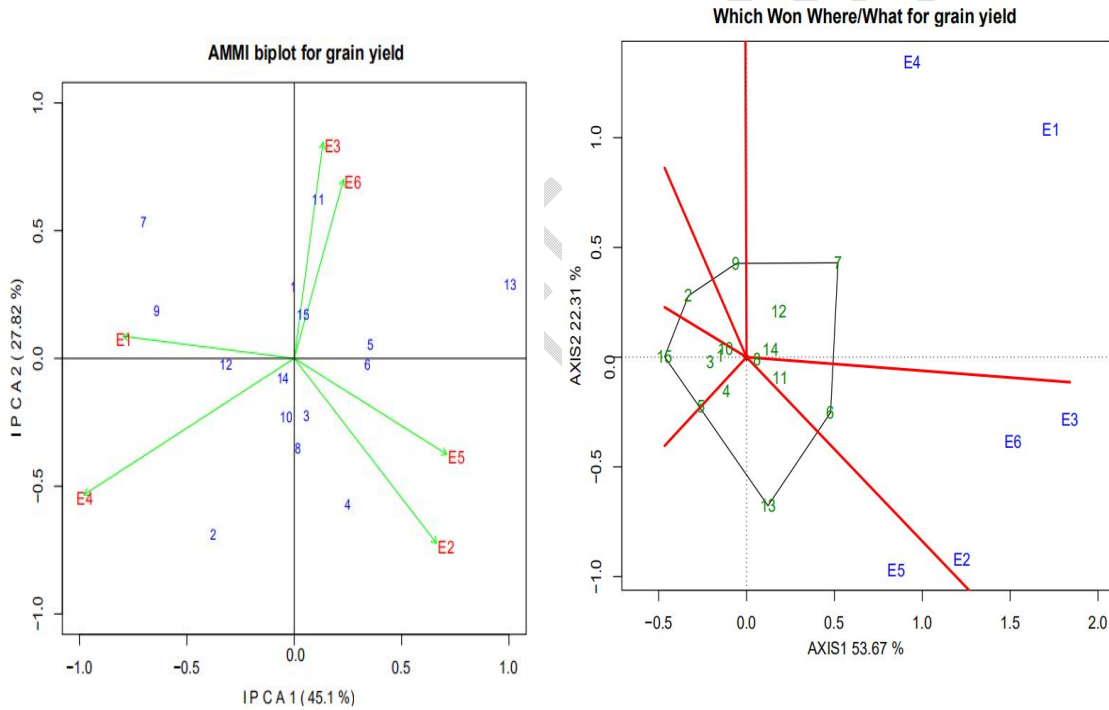 AMMI biplot for grain yield
I P C A 2 ( 27.82 %)
1.0
0.5
0.0
−0.5
−1.0
E3
E6
11
7
13
1
9
15
E1
5
12
6
14
10
3
8
E5
E4
4
2
E2
−1.0
−0.5
0.0
0.5
1.0
I P C A 1 ( 45.1 %)
Which Won Where/What for grain yield
AXIS2 22.31 %
1.0
0.5
0.0
−0.5
−1.0
E4
E1
9
7
2
12
10
14
15
1
3
8
11
4
5
6
E3
E6
13
E2
E5
−0.5
0.0
0.5
1.0
1.5
2.0
AXIS1 53.67 %